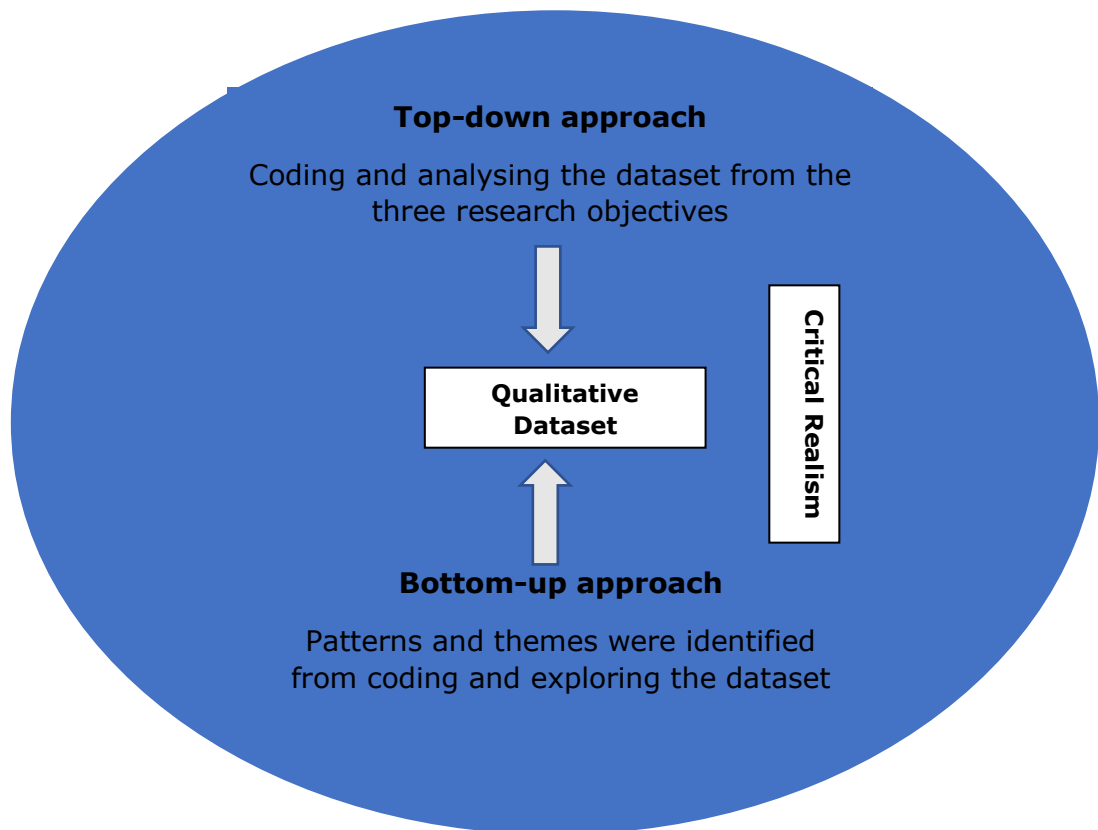 Top-down approach
Coding and analysing the dataset from the
three research objectives
Qualitative
Dataset
Critical Realism
Bottom-up approach
Patterns and themes were identified
from coding and exploring the dataset